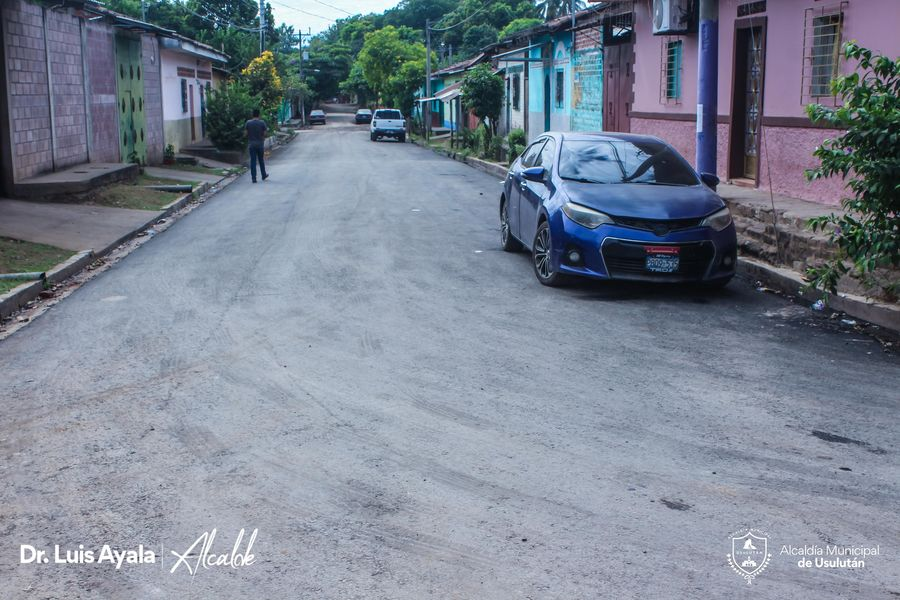 Dr. Luis Ayala
Alcalde
Alcaldía Municipal
de Usulután